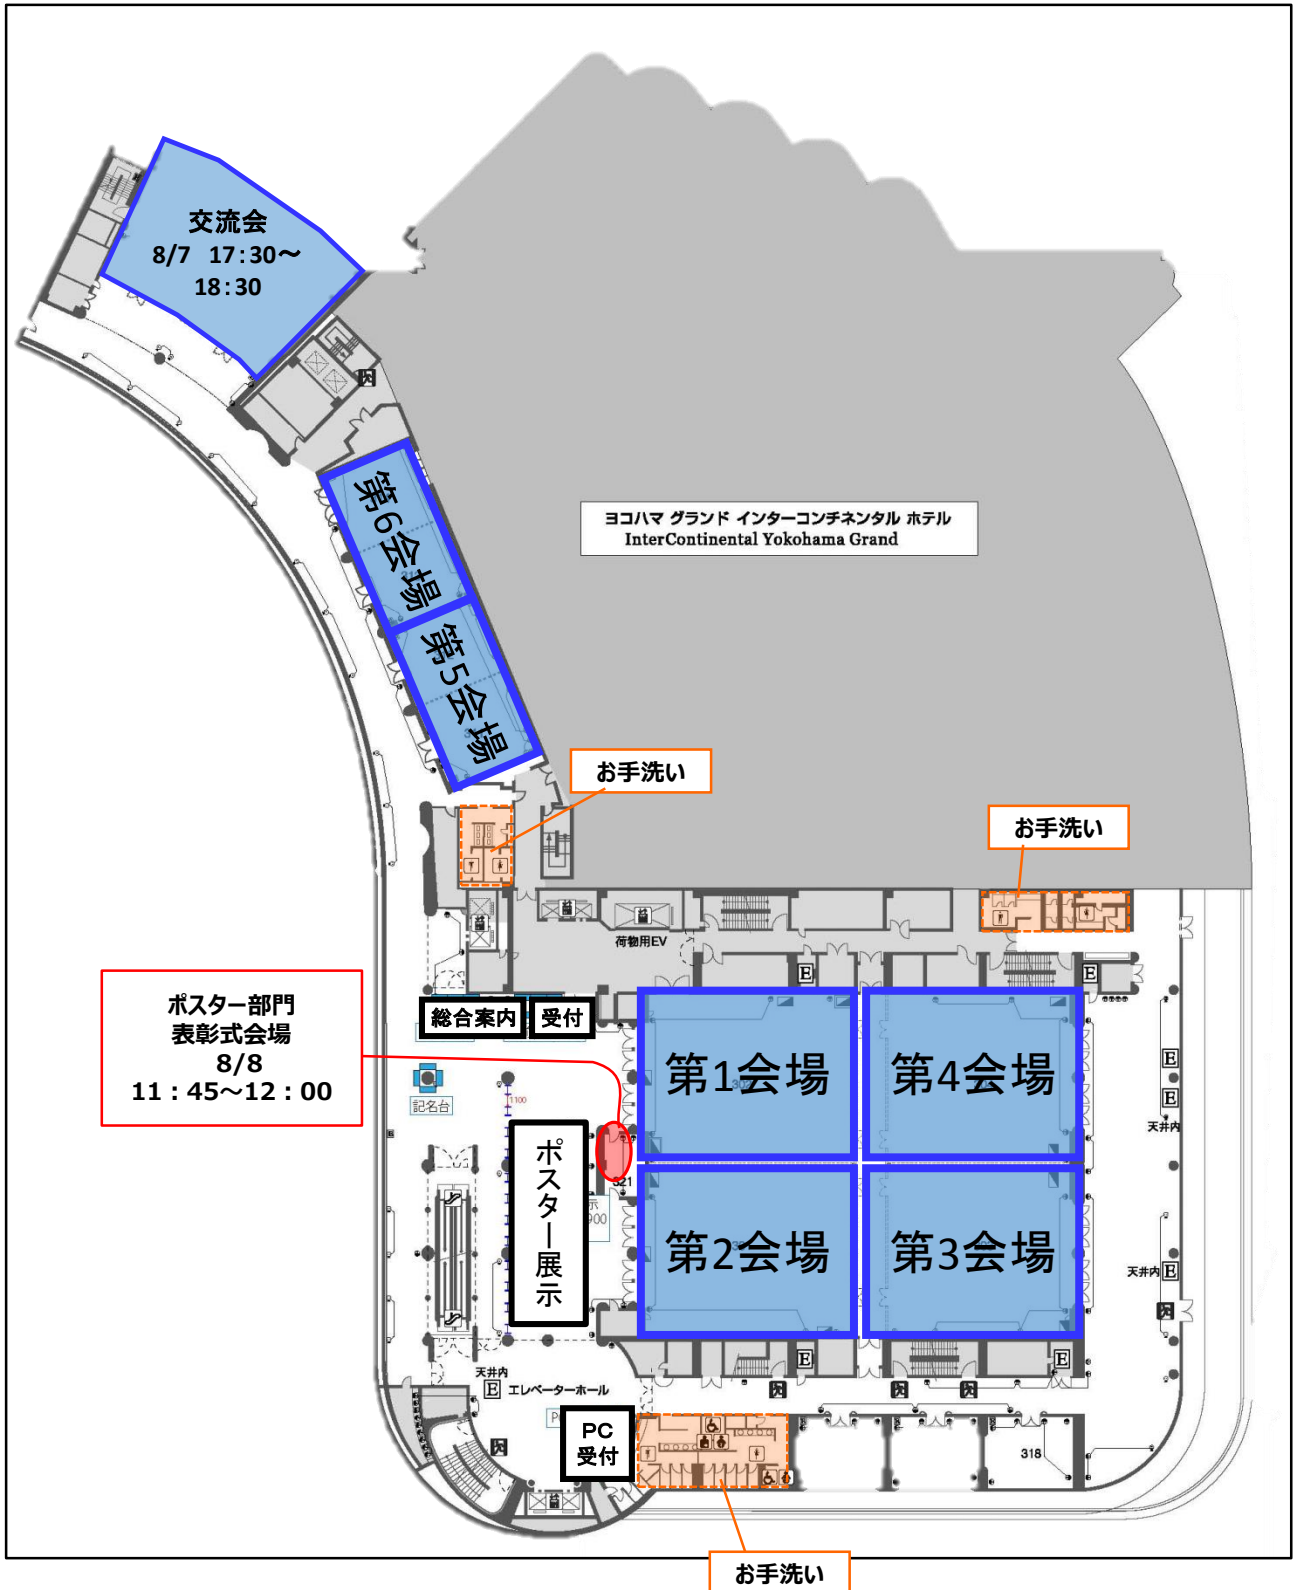 交流会
8/7 17:30～
18:30
ヨコハマ グランド インターコンチネンタル ホテル
InterContinental Yokohama Grand
第6会場
第5会場
お手洗い
お手洗い
荷物用EV
E
E
ポスター部門
表彰式会場
8/8
11：45～12：00
総合案内
受付
記名台
1100
第1会場
第4会場
E
E
天井内
ポスター展示
321
示
900
第2会場
第3会場
天井内
E
E
E
天井内
E
エレベーターホール
PC
受付
318
お手洗い